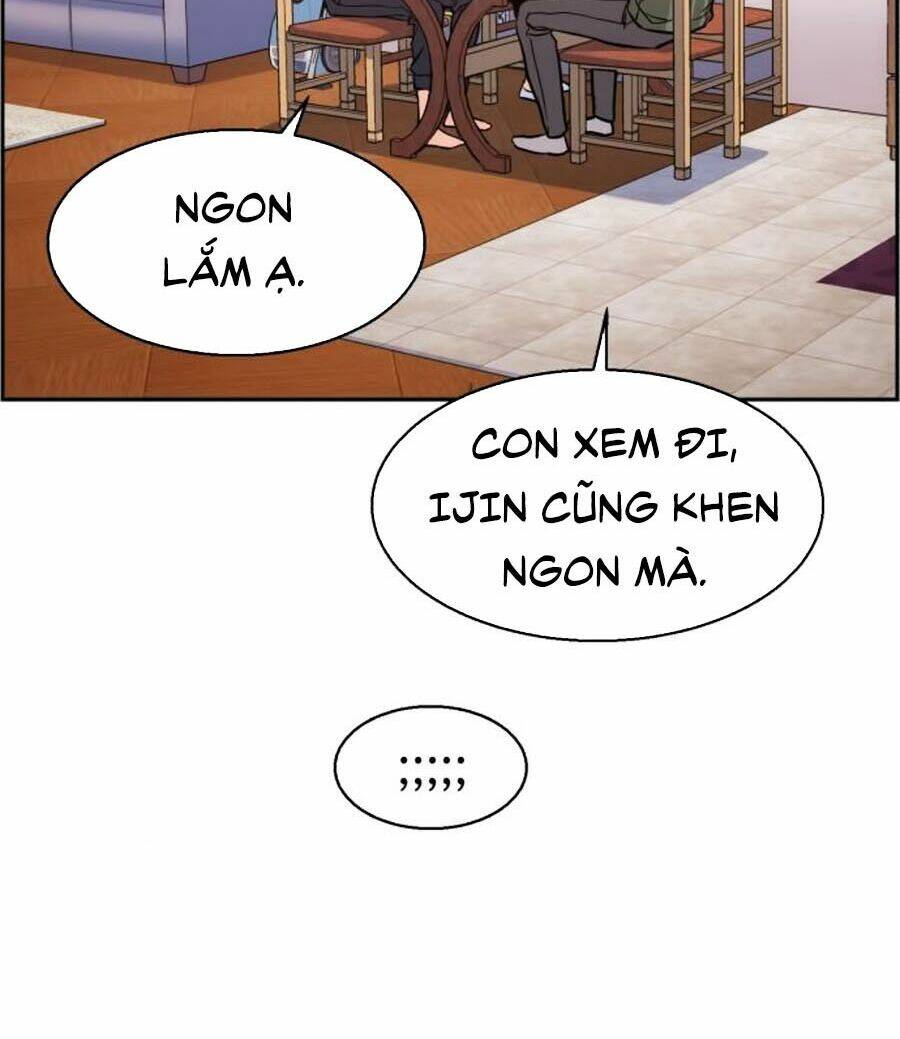 NGON
LẮM Ạ.
CON XEM ĐI,
IJIN CŨNG KHEN
NGON MÀ.
;;;;;